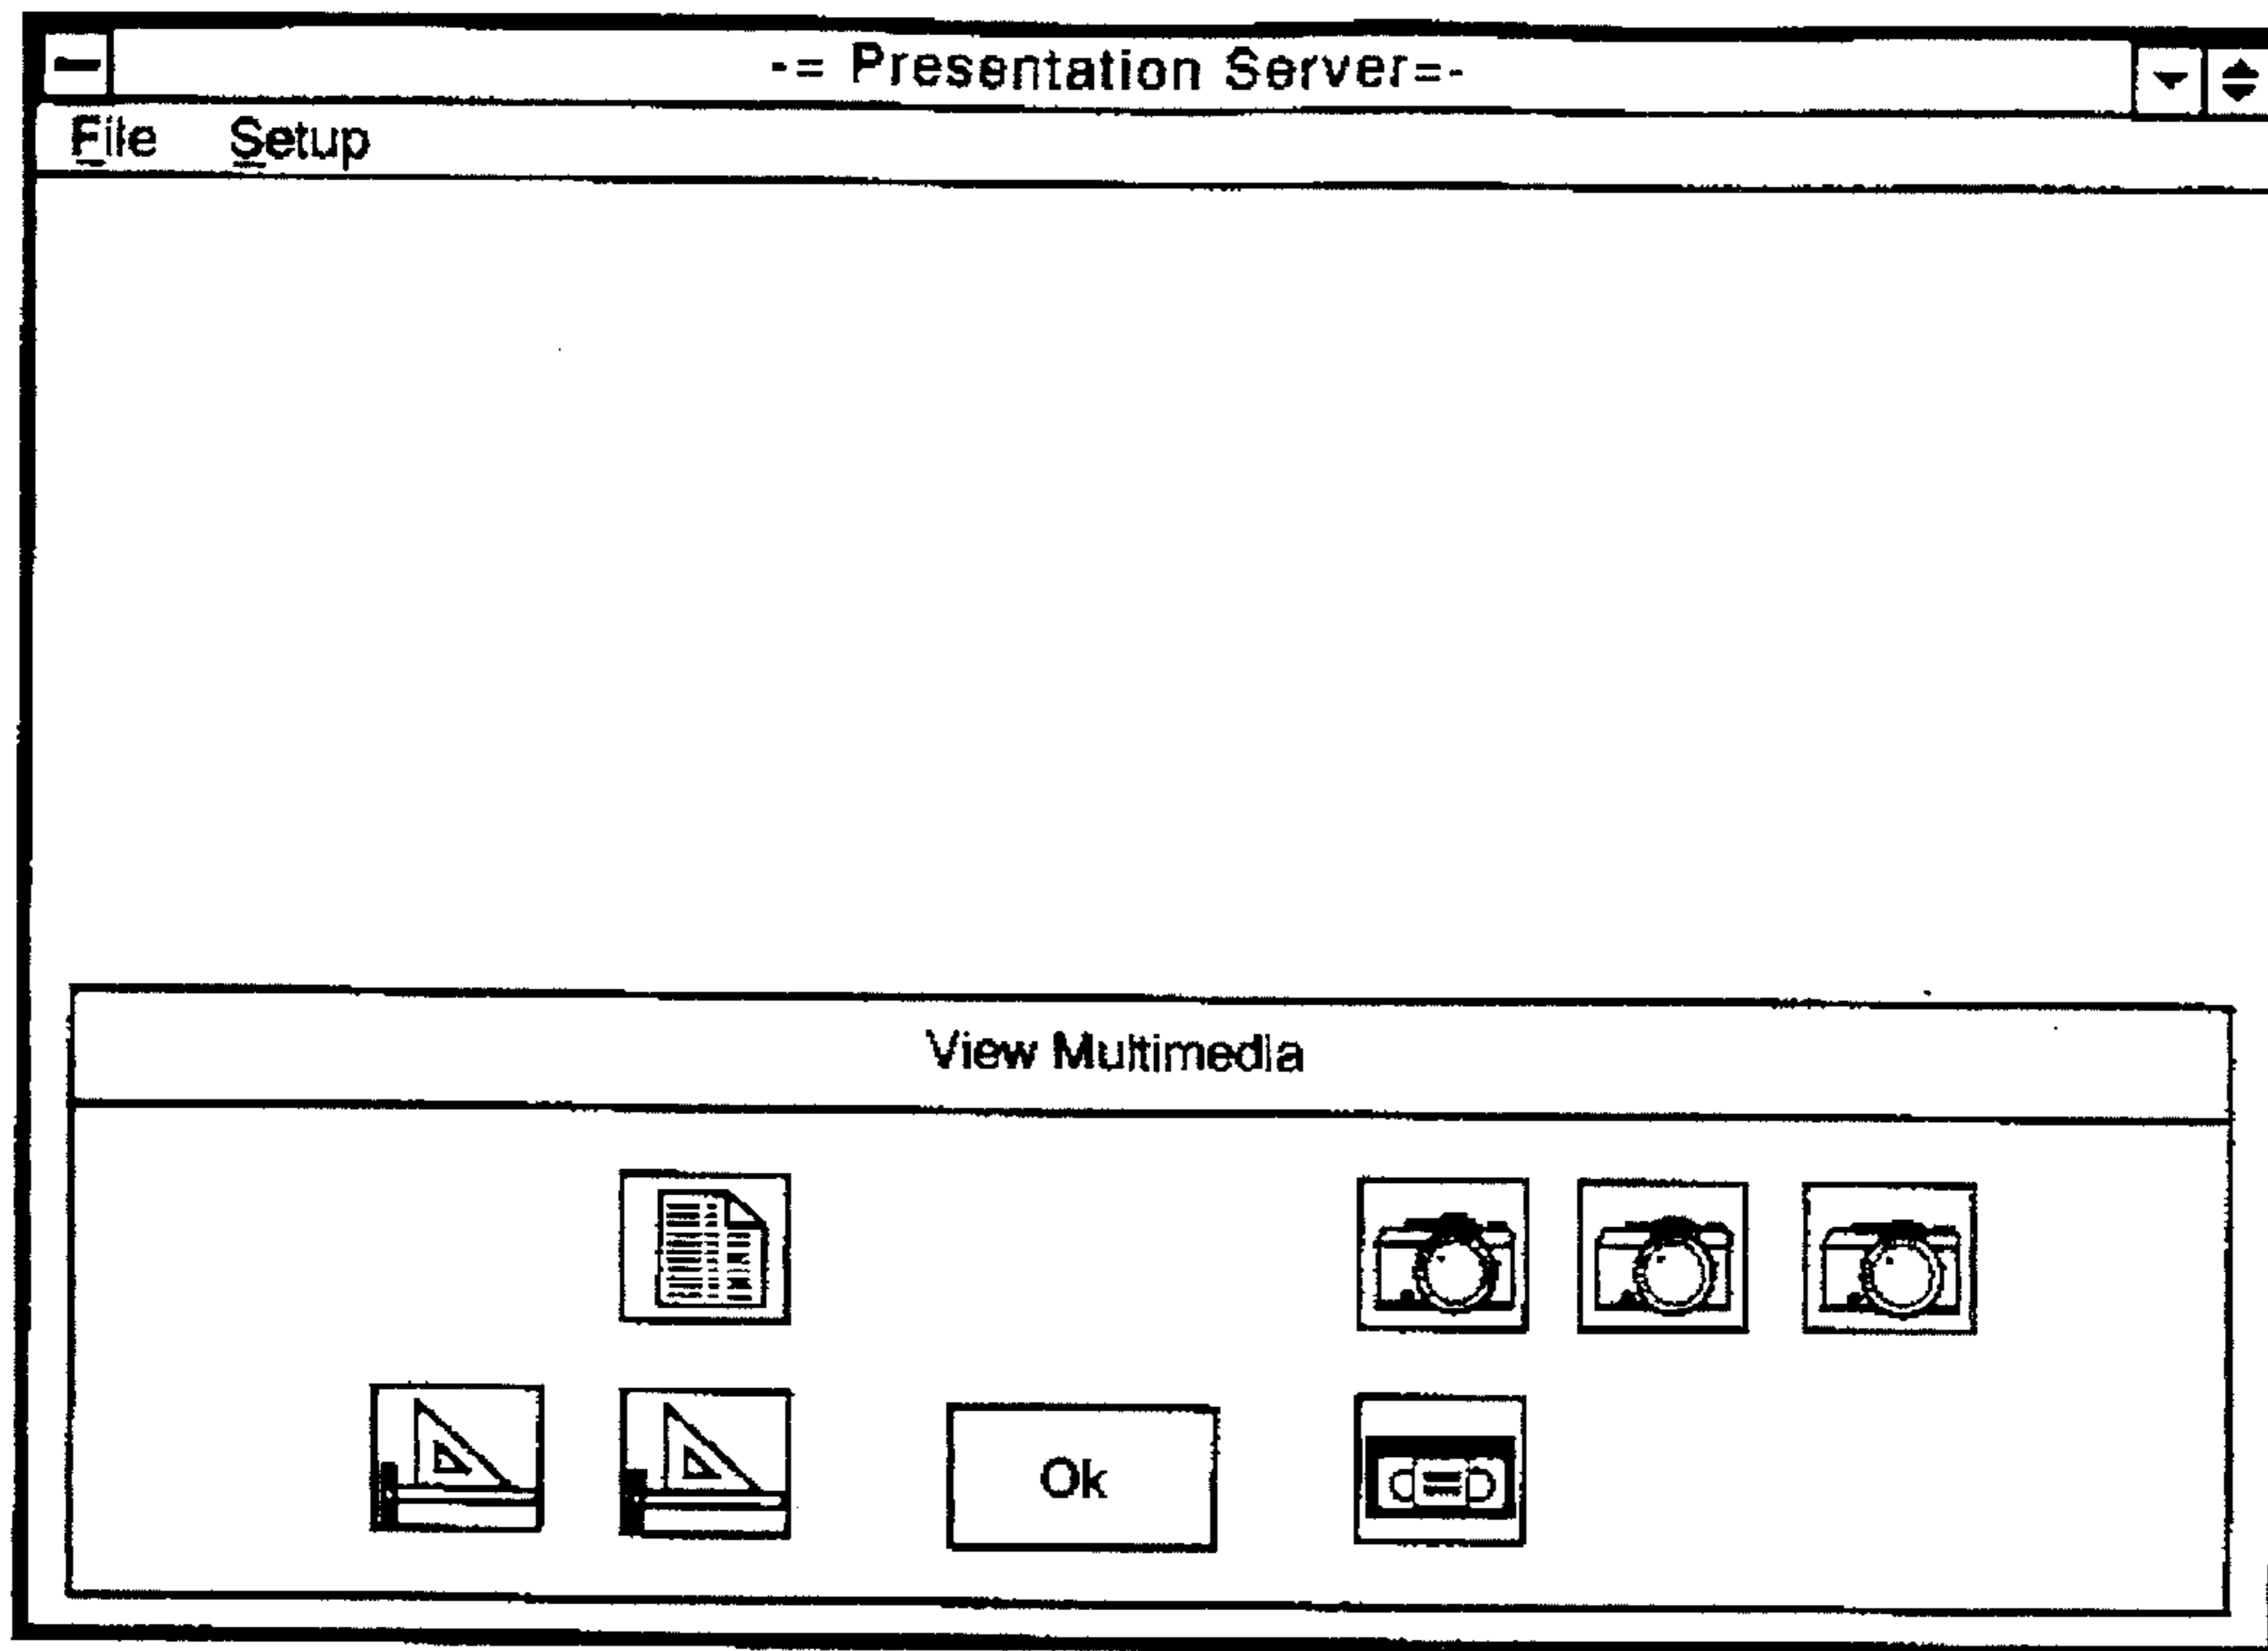 -= Presentation Server=-
File Setup
View Multimedia
Ok